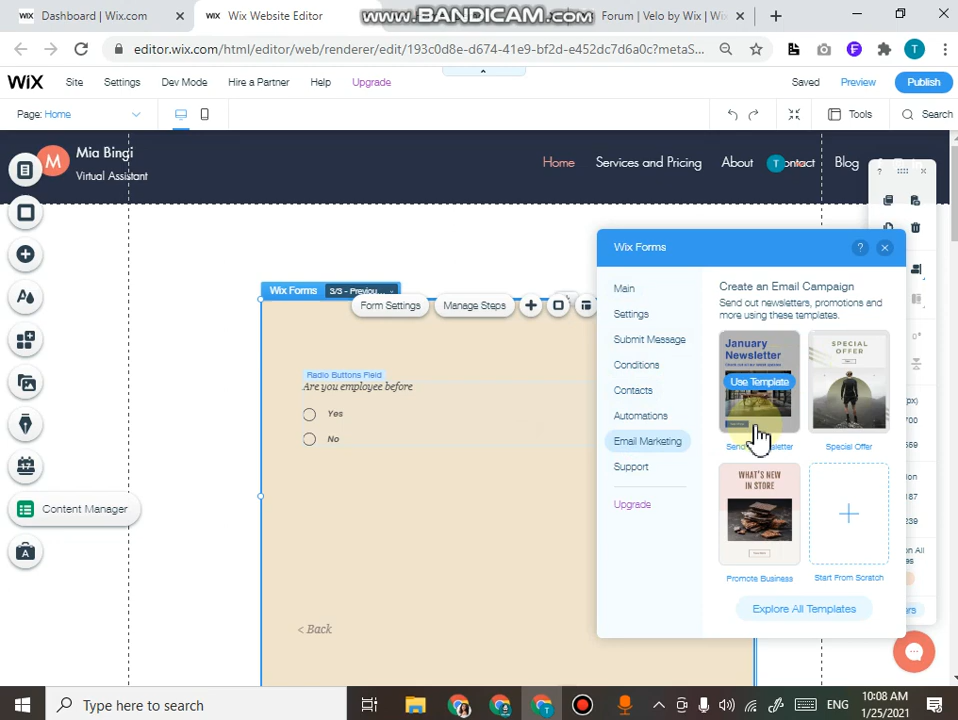 Dashboard | Wix.com
Wix Website Editor
www.BANDICAM.com
Forum | Velo by Wix | Wi
editor.wix.com/html/editor/web/renderer/edit/193c0d8e-d674-41e9-bf2d-e452dc7d6a0c?metaS...
T
WiX
Site
Settings
Dev Mode
Hire a Partner
Help
Upgrade
Saved
Preview
Publish
Page: Home
Tools
Search
M
Mia Bingi
Virtual Assistant
Home
Services and Pricing
About
T
ontact
Blog
Wix Forms
3/3 - Previou...
Form Settings
Manage Steps
Radio Buttons Field
Are you employee before
Yes
No
< Back
Content Manager
A
Wix Forms
?
Main
Settings
Submit Message
Conditions
Contacts
Automations
Email Marketing
Support
Upgrade
Create an Email Campaign
Send out newsletters, promotions and
more using these templates.
January
Newsletter
Use Template
SPECIAL
OFFER
Special Offer
WHAT'S NEW
IN STORE
Promote Business
Start From Scratch
Explore All Templates
Type here to search
ENG
10:08 AM
1/25/2021